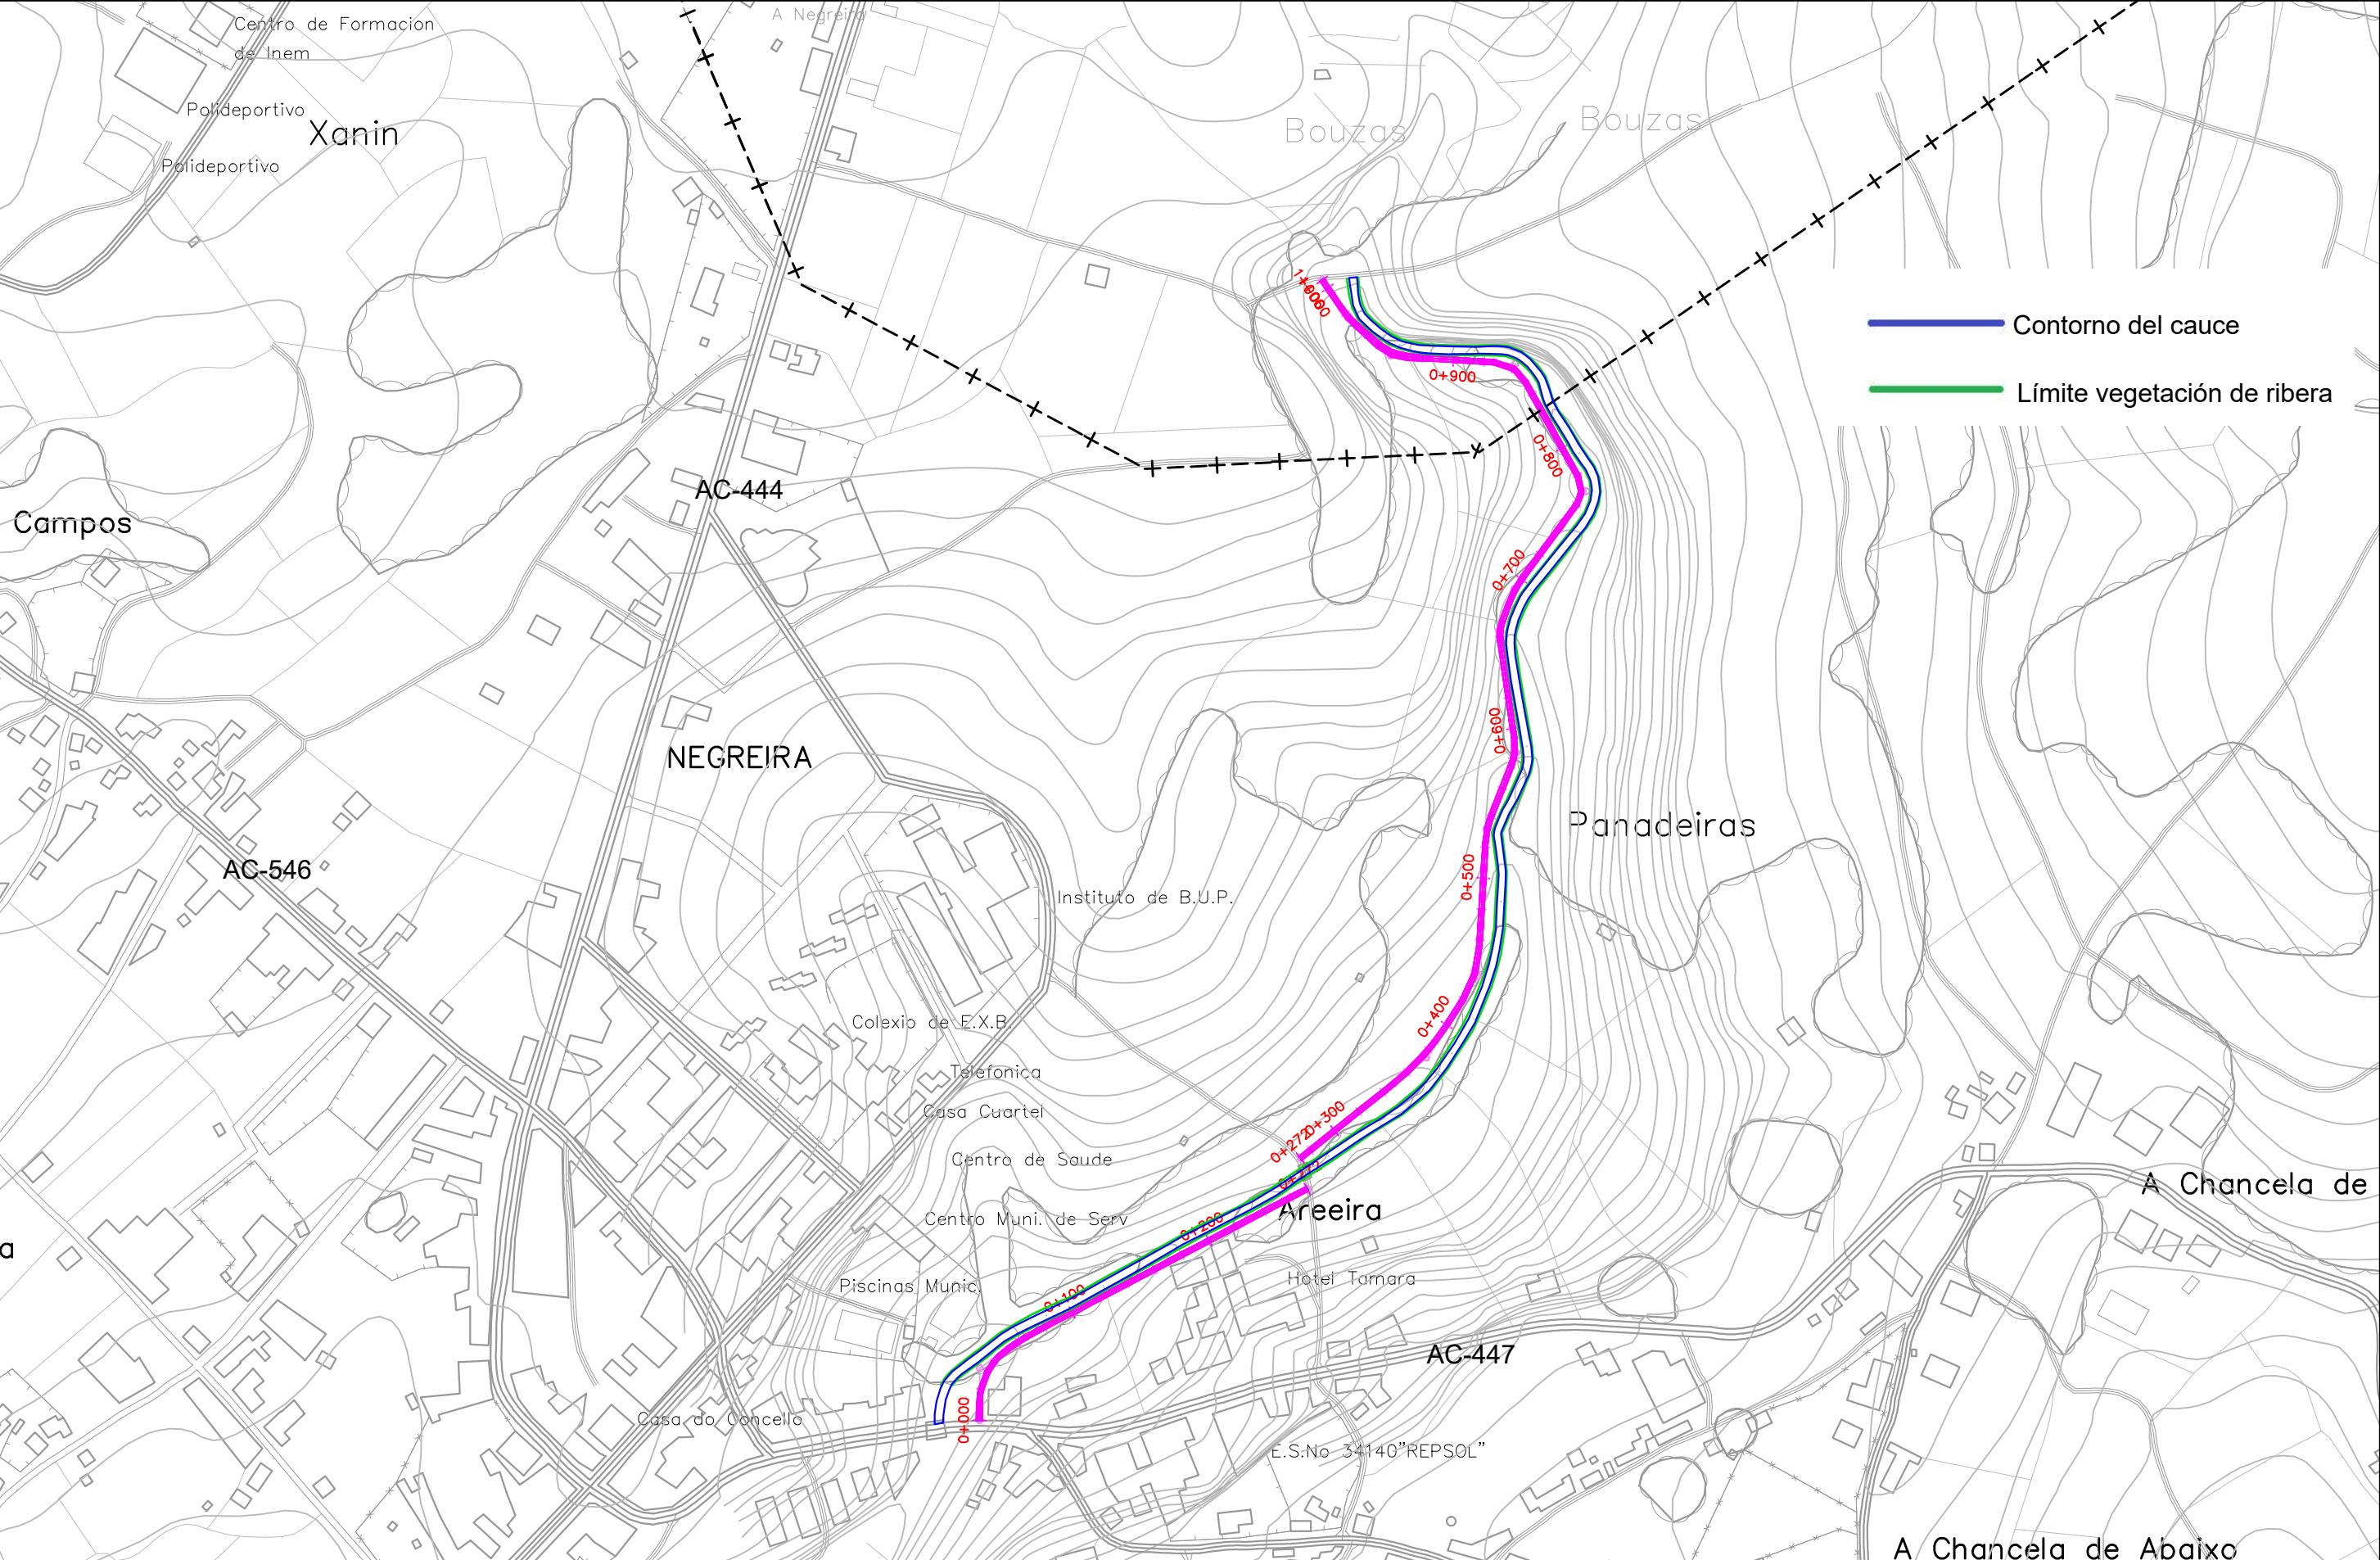 A Negreira
Centro de Formacion
de Inem
Polideportivo
Xanin
Polideportivo
Bouzas
Bouzas
Contorno del cauce
Límite vegetación de ribera
0+900
0+800
AC-444
Campos
0+700
0+600
NEGREIRA
Panadeiras
AC-546
0+500
Instituto de B.U.P.
0+400
Colexio de E.X.B.
Telefonica
Casa Cuartel
0+300
0+272
Centro de Saude
A Chancela de
Areeira
Centro Muni. de Serv
0+200
a
Hotel Tamara
Piscinas Munic.
0+100
AC-447
0+000
Casa do Concello
E.S.No 34140"REPSOL"
A Chancela de Abaixo